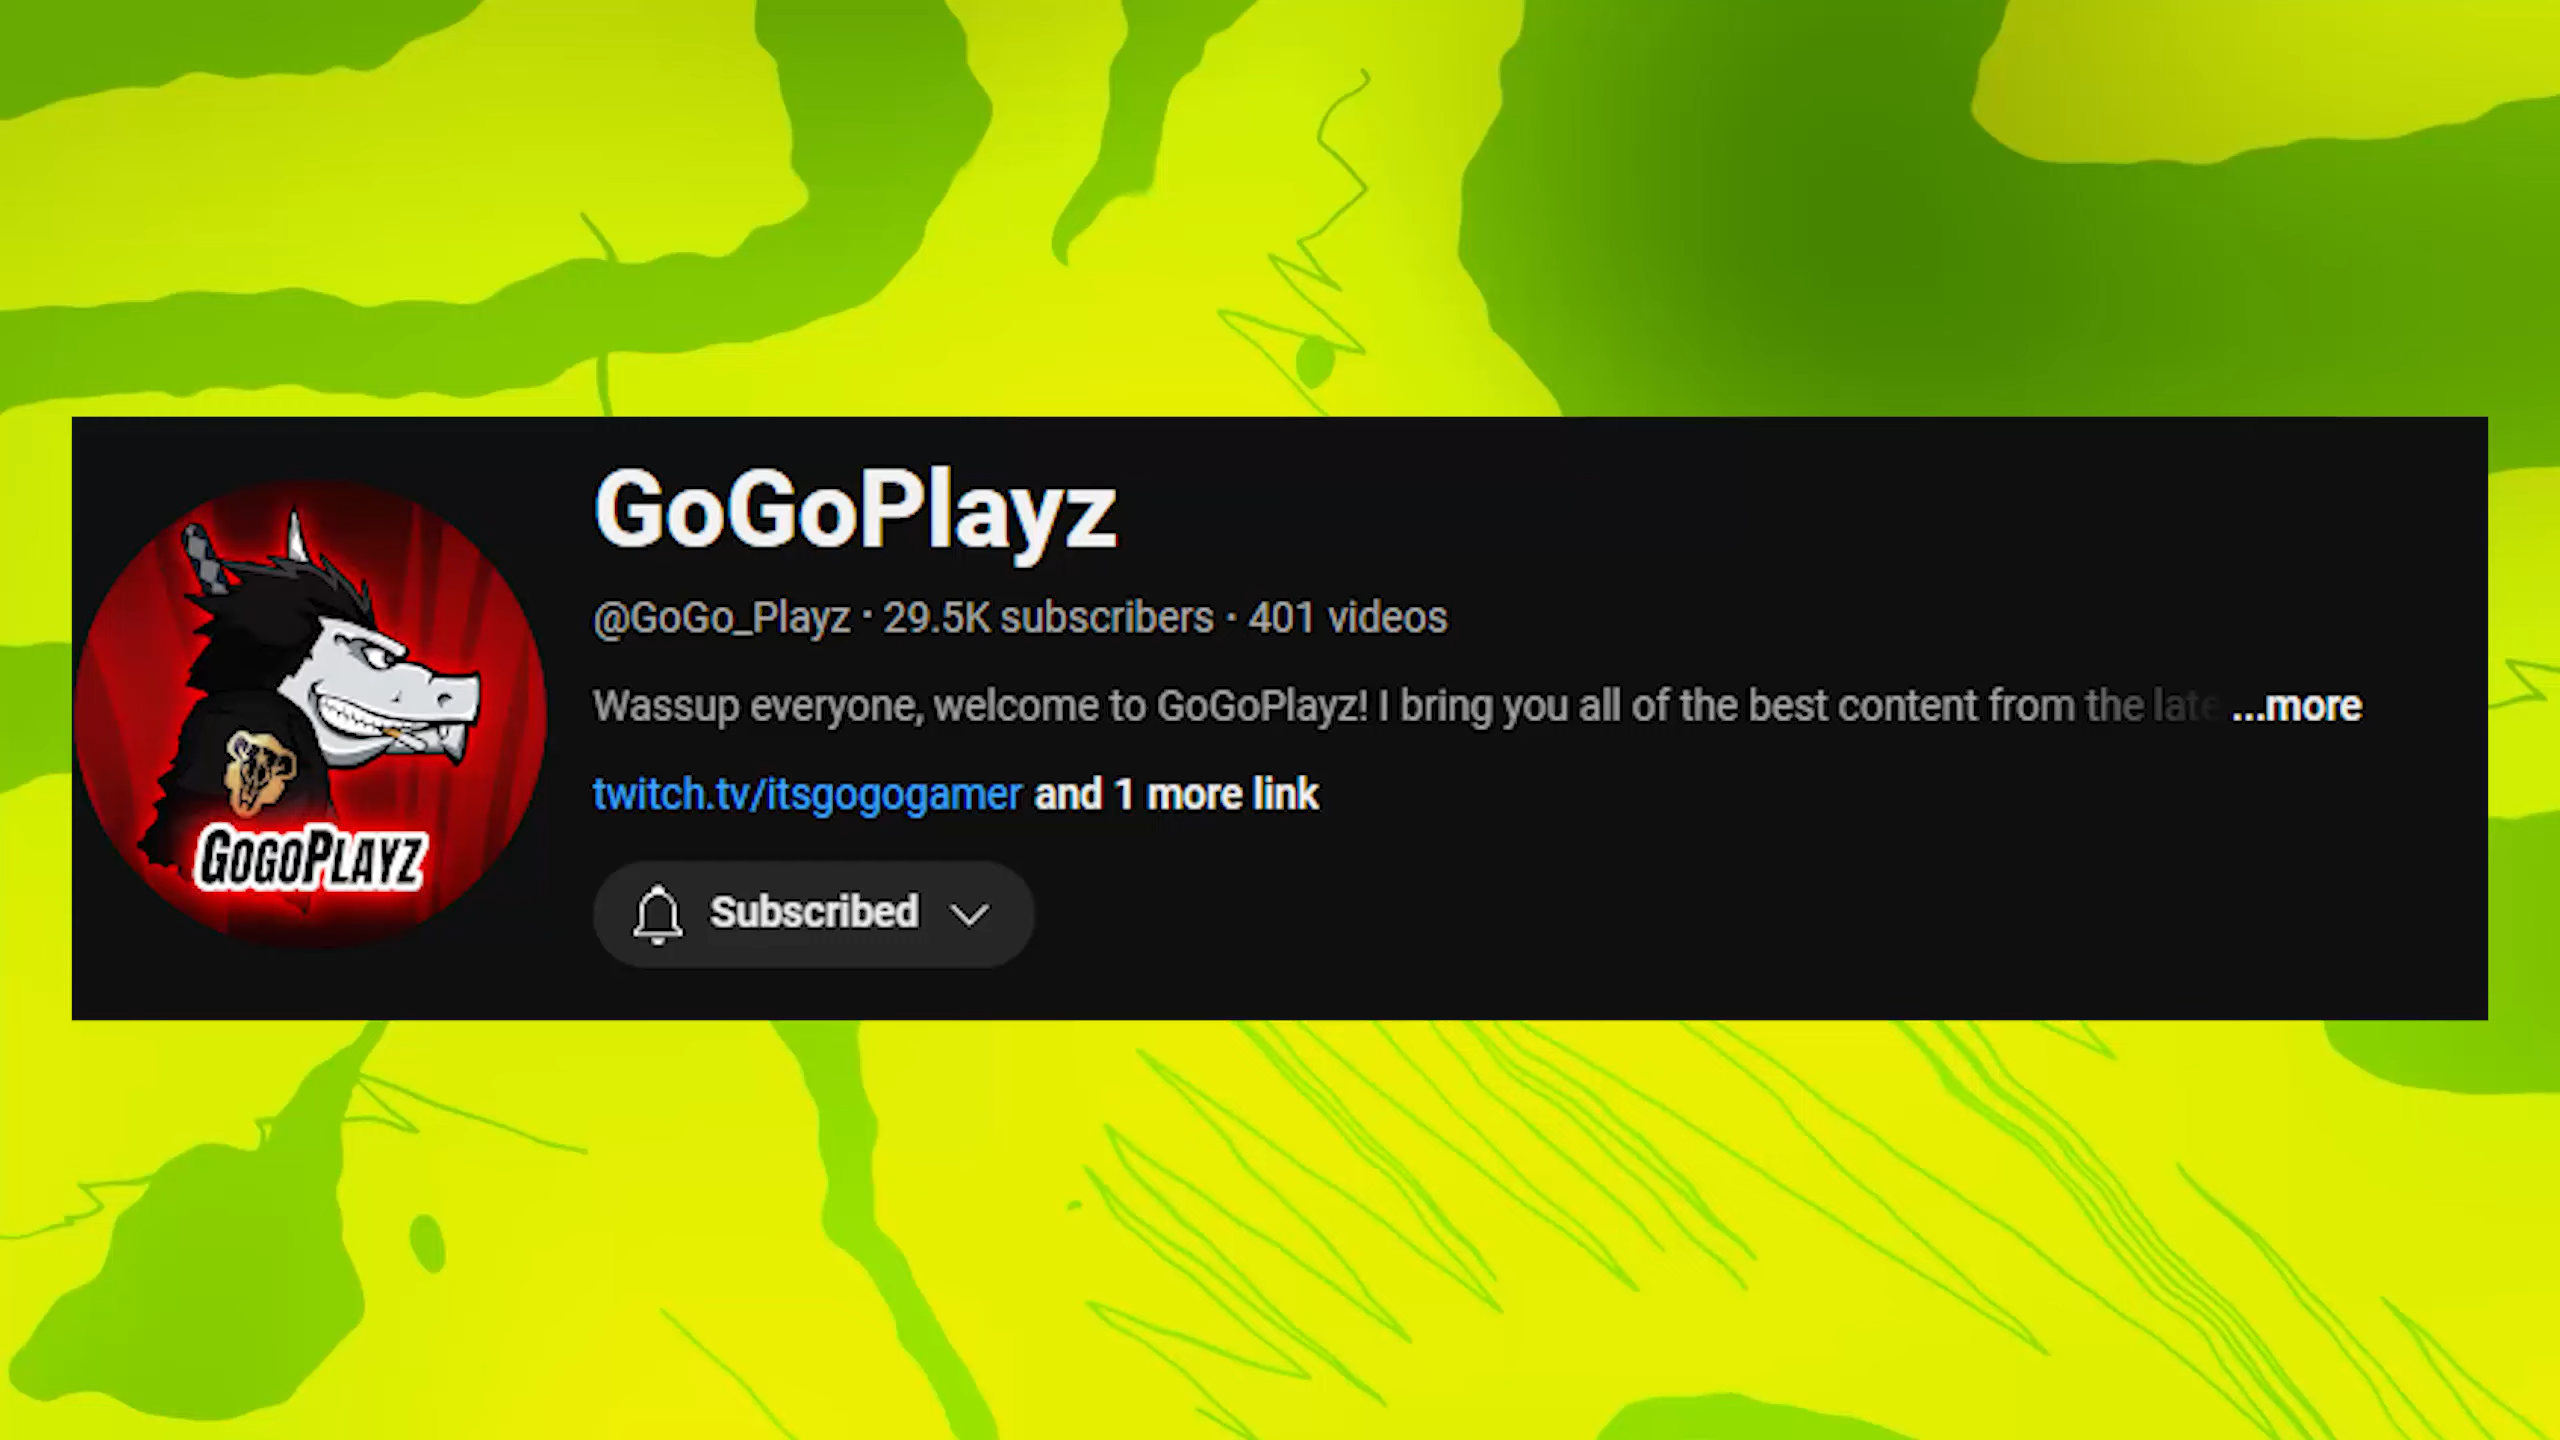 GoGoPlayz
@GoGo_Playz · 29.5K subscribers · 401 videos
Wassup everyone, welcome to GoGoPlayz! I bring you all of the best content from the late ...more
twitch.tv/itsgogogamer and 1 more link
GOGOPLAYZ
Subscribed